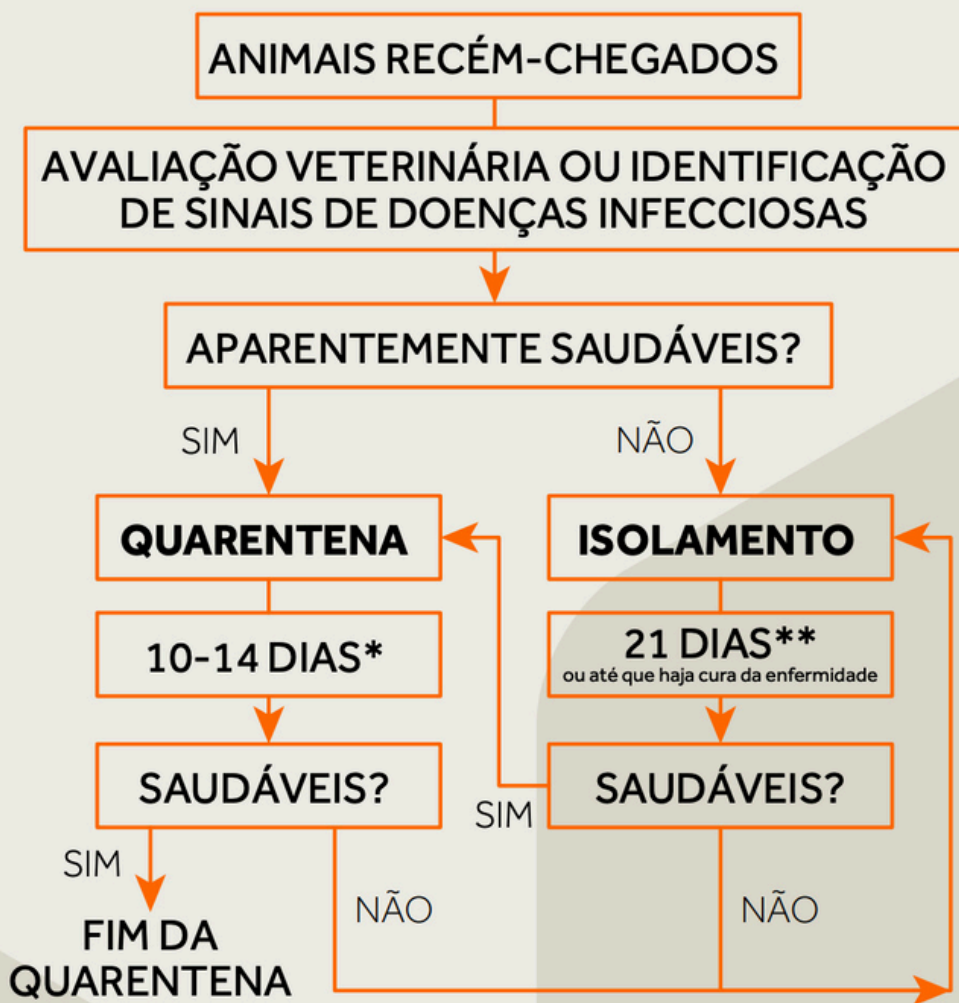 ANIMAIS RECÉM-CHEGADOS
AVALIAÇÃO VETERINÁRIA OU IDENTIFICAÇÃO
DE SINAIS DE DOENÇAS INFECCIOSAS
APARENTEMENTE SAUDÁVEIS?
SIM
NÃO
QUARENTENA
ISOLAMENTO
10-14 DIAS*
21 DIAS**
ou até que haja cura da enfermidade
SAUDÁVEIS?
SAUDÁVEIS?
SIM
SIM
NÃO
NÃO
FIM DA
QUARENTENA